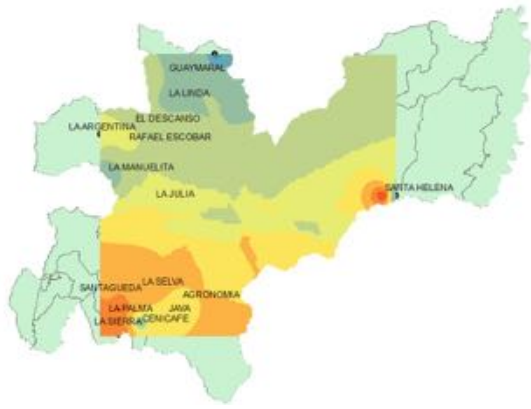 GUAYMARAL
LA LINDA
EL DESCANSO
LA ARGENTINA
RAFAEL ESCOBAR
LA MANUELITA
LA JULIA
SANTA HELENA
LA SELVA
SANTAGUEDA
AGRONOMIA
LA PALMA
JAVA
LA SIERRA
CENICAFE